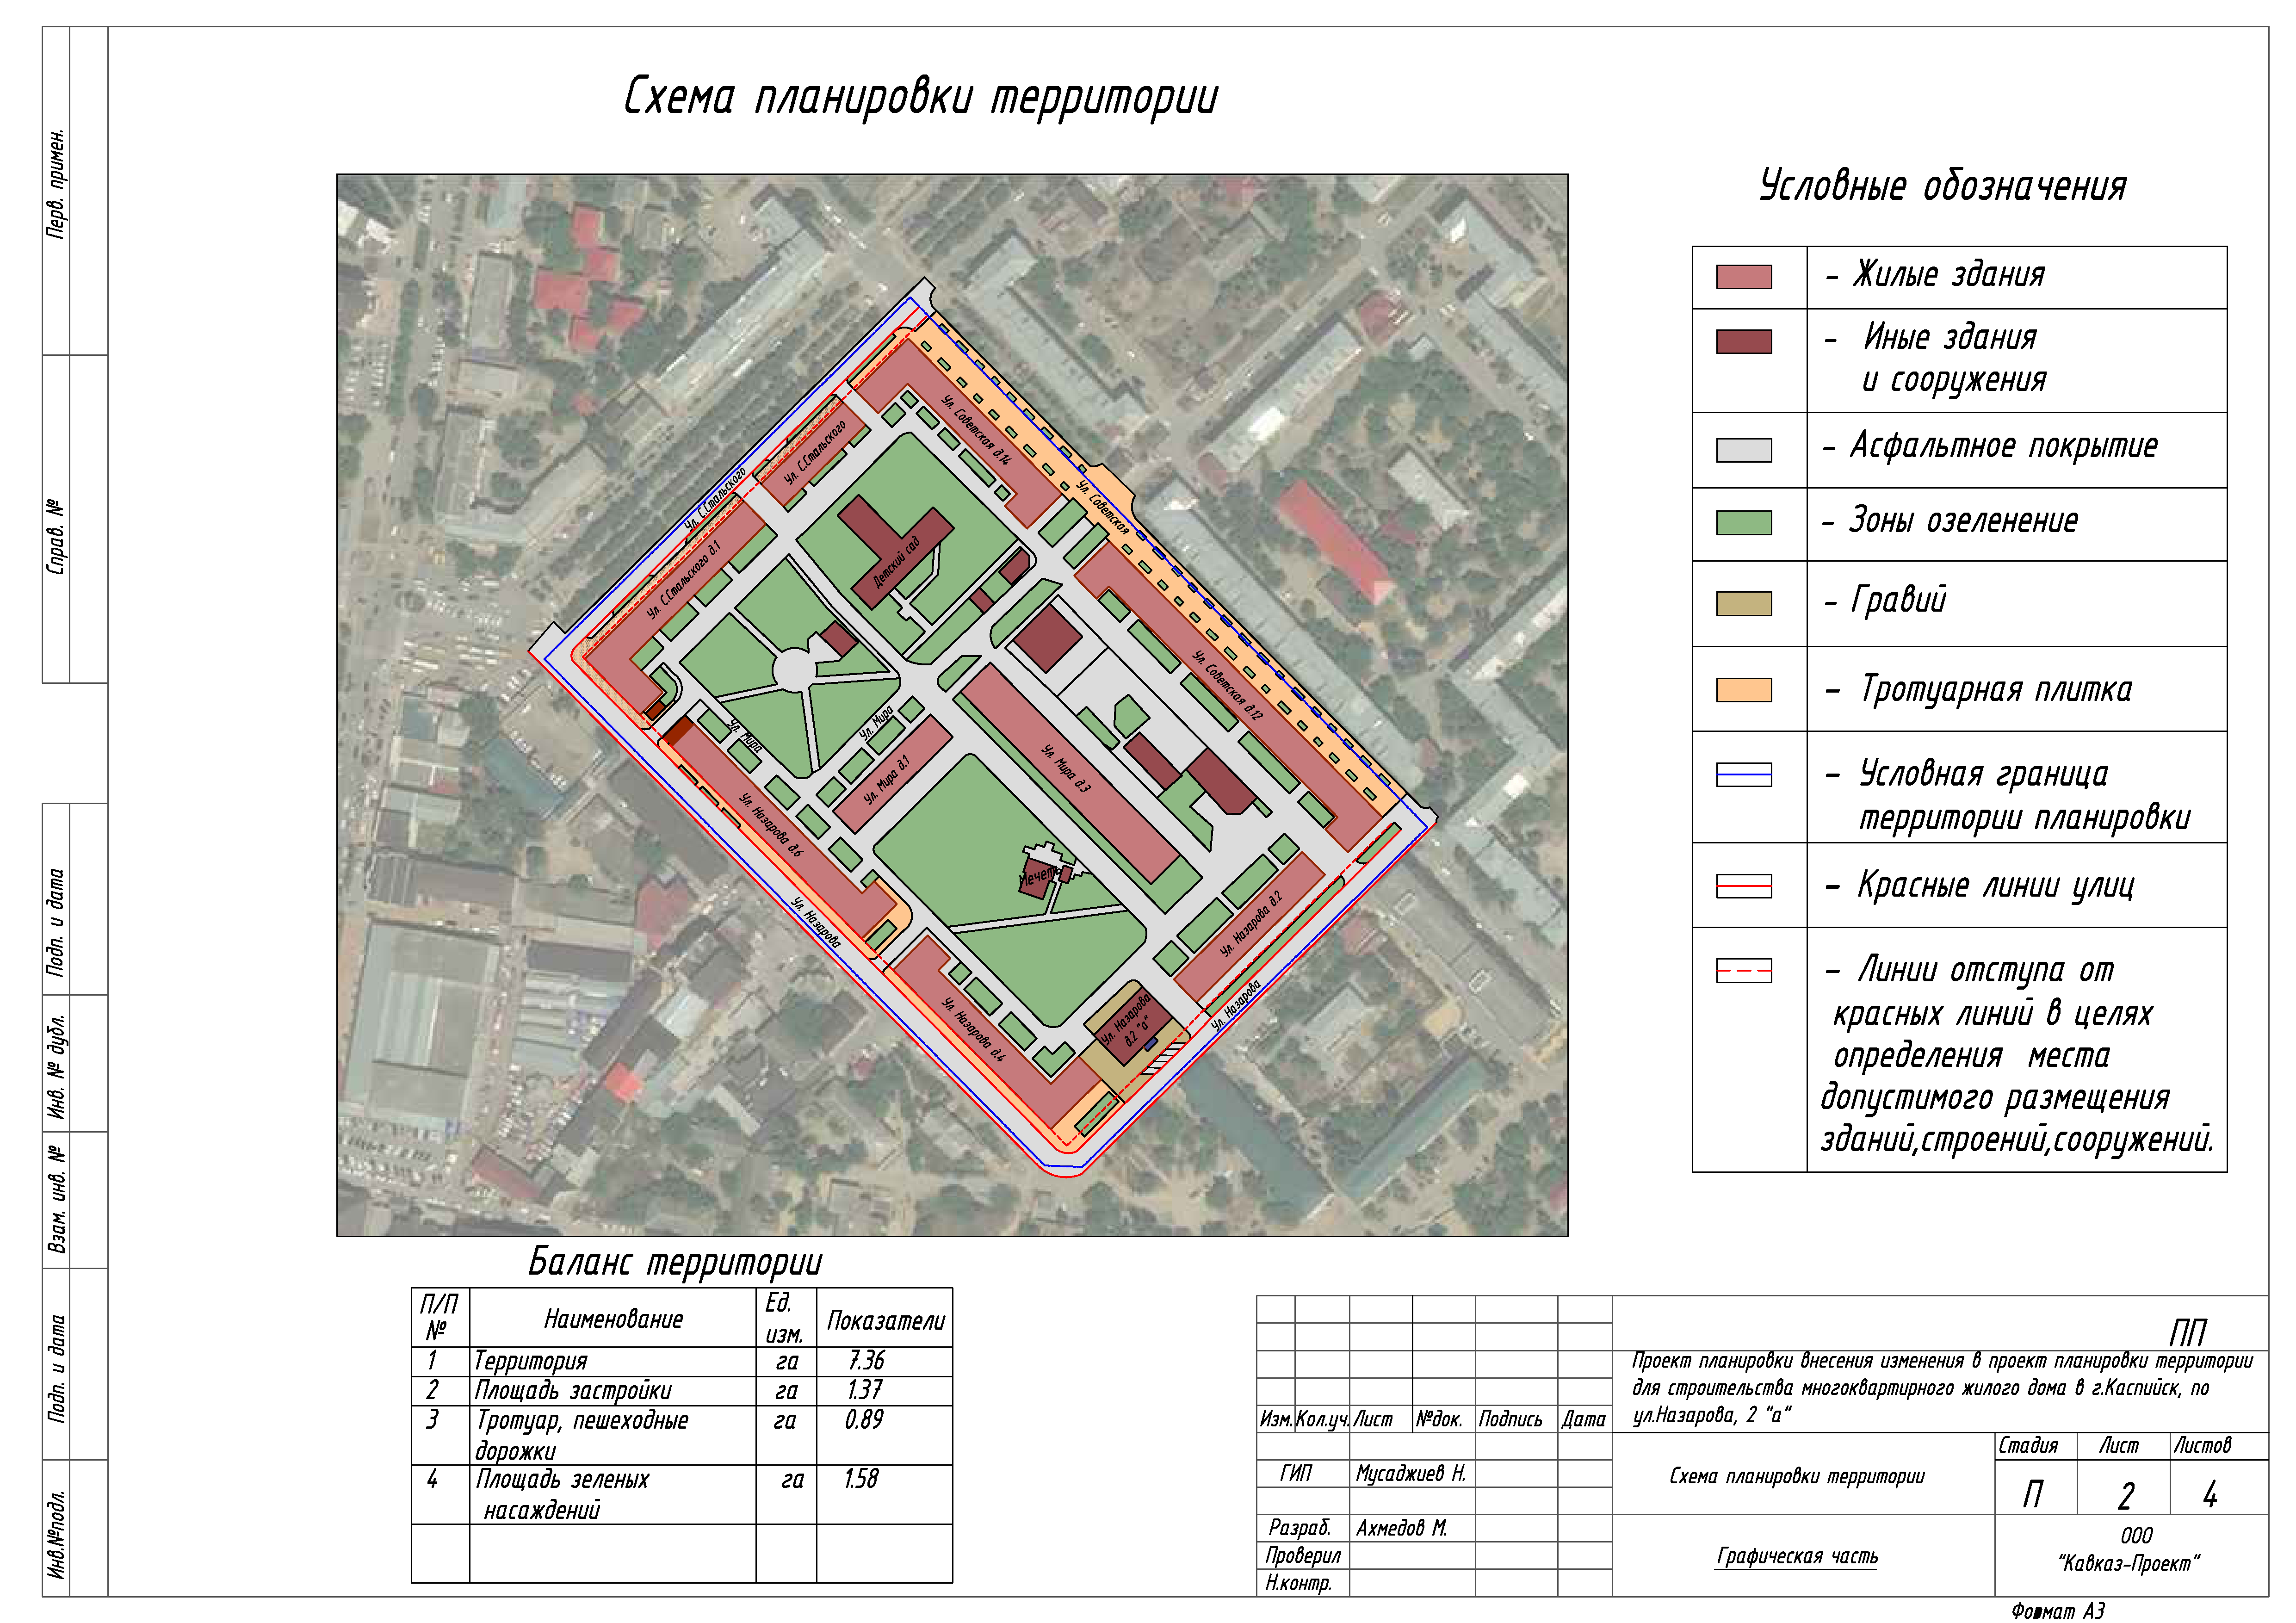 Схема планировки территории
Перв. примен.
Справ. №
Подп. и дата
Инв. № дубл.
Взам. инв. №
Подп. и дата
Инв.№подл.
Ул. Советская д.14
Ул. С.Стальского
Ул. С.Стальского
Ул. Советская
Ул. С.Стальского д.1
Детский сад
Ул. Советская д.12
Ул. Мира
Ул. Мира
Ул. Мира д.1
Ул. Мира д.3
Ул. Назарова д.6
Мечеть
Ул. Назарова
Ул. Назарова д.2
Ул. Назарова д.4
Ул. Назарова
д.2 "а"
Ул. Назарова
Условные обозначения
- Жилые здания
- Иные здания
и сооружения
- Асфальтное покрытие
- Зоны озеленение
- Гравий
- Тротуарная плитка
- Условная граница
территории планировки
- Красные линии улиц
- Линии отступа от
красных линий в целях
определения места
допустимого размещения
зданий,строений,сооружений.
Баланс территории
П/П
№
Наименование
Ед.
изм.
Показатели
1 Территория га 7.36
2 Площадь застройки га 1.37
3 Тротуар, пешеходные га 0.89
дорожки
4 Площадь зеленых га 1.58
насаждений
ПП
Проект планировки внесения изменения в проект планировки территории
для строительства многоквартирного жилого дома в г.Каспийск, по
ул.Назарова, 2 "а"
Изм. Кол.уч. Лист №док. Подпись Дата
Схема планировки территории
Стадия Лист Листов
П 2 4
ГИП Мусаджиев Н.
Разраб. Ахмедов М.
Проверил
Н.контр.
Графическая часть
ООО
"Кавказ-Проект"
Формат А3